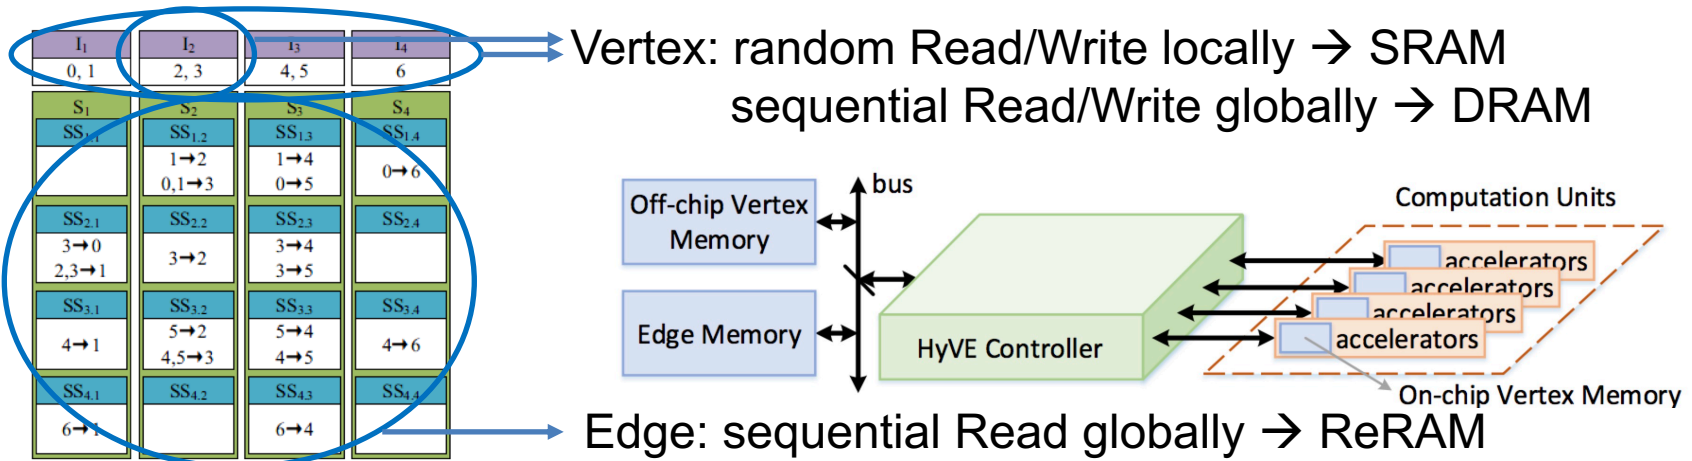 I1 I2 I3 I4
0, 1 2, 3 4, 5 6
S1 S2 S3 S4
SS1.1 SS1.2 SS1.3 SS1.4
1→2 1→4 0→6
0,1→3 0→5
SS2.1 SS2.2 SS2.3 SS2.4
3→0 3→2 3→4
2,3→1 3→5
SS3.1 SS3.2 SS3.3 SS3.4
4→1 5→2 5→4 4→6
4,5→3 4→5
SS4.1 SS4.2 SS4.3 SS4.4
6→1 6→4
Vertex: random Read/Write locally → SRAM
sequential Read/Write globally → DRAM
Off-chip Vertex
Memory
bus
Edge Memory
HyVE Controller
Computation Units
accelerators
accelerators
accelerators
accelerators
On-chip Vertex Memory
Edge: sequential Read globally → ReRAM